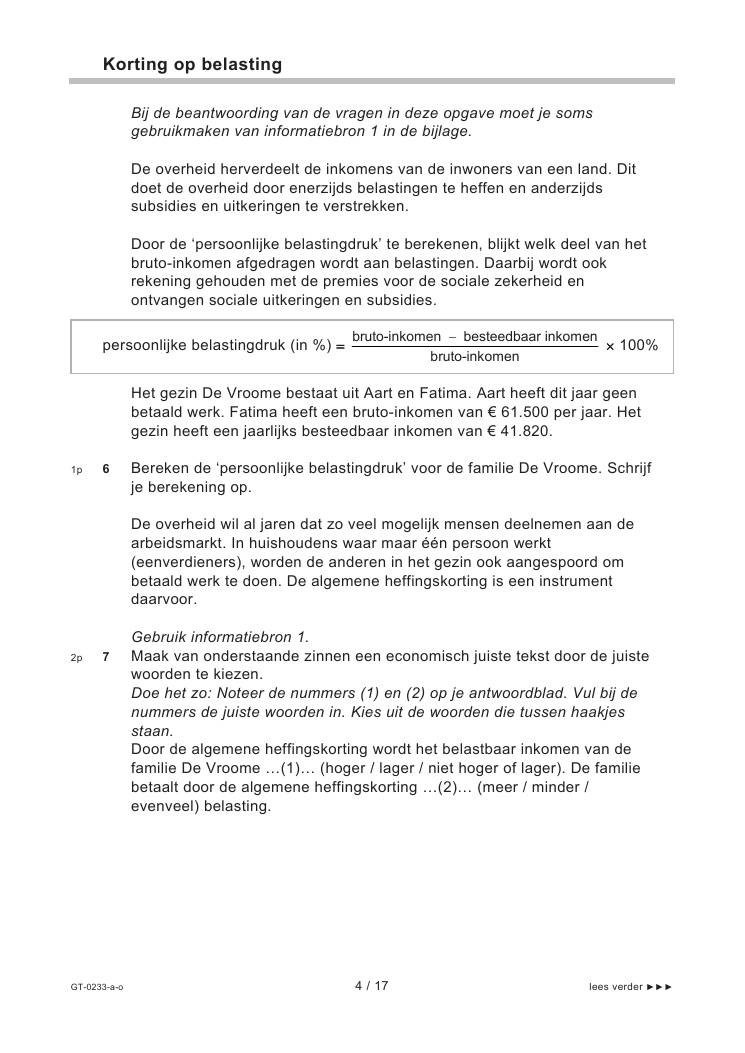 Korting op belasting
Bij de beantwoording van de vragen in deze opgave moet je soms
gebruikmaken van informatiebron 1 in de bijlage.
De overheid herverdeelt de inkomens van de inwoners van een land. Dit
doet de overheid door enerzijds belastingen te heffen en anderzijds
subsidies en uitkeringen te verstrekken.
Door de ‘persoonlijke belastingdruk’ te berekenen, blijkt welk deel van het
bruto-inkomen afgedragen wordt aan belastingen. Daarbij wordt ook
rekening gehouden met de premies voor de sociale zekerheid en
ontvangen sociale uitkeringen en subsidies.
persoonlijke belastingdruk (in %) = bruto-inkomen − besteedbaar inkomen × 100%
bruto-inkomen
Het gezin De Vroome bestaat uit Aart en Fatima. Aart heeft dit jaar geen
betaald werk. Fatima heeft een bruto-inkomen van € 61.500 per jaar. Het
gezin heeft een jaarlijks besteedbaar inkomen van € 41.820.
1p 6 Bereken de ‘persoonlijke belastingdruk’ voor de familie De Vroome. Schrijf
je berekening op.
De overheid wil al jaren dat zo veel mogelijk mensen deelnemen aan de
arbeidsmarkt. In huishoudens waar maar één persoon werkt
(eenverdieners), worden de anderen in het gezin ook aangespoord om
betaald werk te doen. De algemene heffingskorting is een instrument
daarvoor.
Gebruik informatiebron 1.
2p 7 Maak van onderstaande zinnen een economisch juiste tekst door de juiste
woorden te kiezen.
Doe het zo: Noteer de nummers (1) en (2) op je antwoordblad. Vul bij de
nummers de juiste woorden in. Kies uit de woorden die tussen haakjes
staan.
Door de algemene heffingskorting wordt het belastbaar inkomen van de
familie De Vroome …(1)… (hoger / lager / niet hoger of lager). De familie
betaalt door de algemene heffingskorting …(2)… (meer / minder /
evenveel) belasting.
GT-0233-a-o 4 / 17 lees verder ►►►